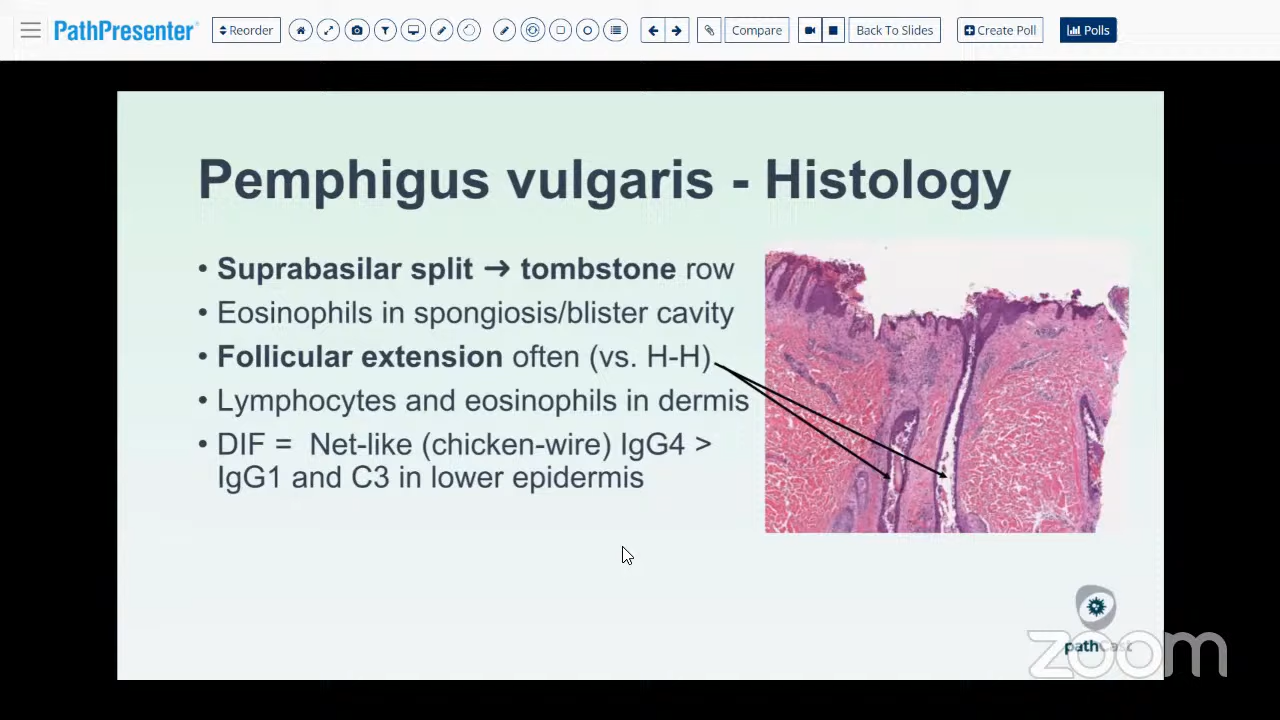 PathPresenter
Reorder
Compare
Back To Slides
Create Poll
Polls
Pemphigus vulgaris - Histology
• Suprabasilar split → tombstone row
• Eosinophils in spongiosis/blister cavity
• Follicular extension often (vs. H-H)
• Lymphocytes and eosinophils in dermis
• DIF = Net-like (chicken-wire) IgG4 >
IgG1 and C3 in lower epidermis
pathCast
zoom